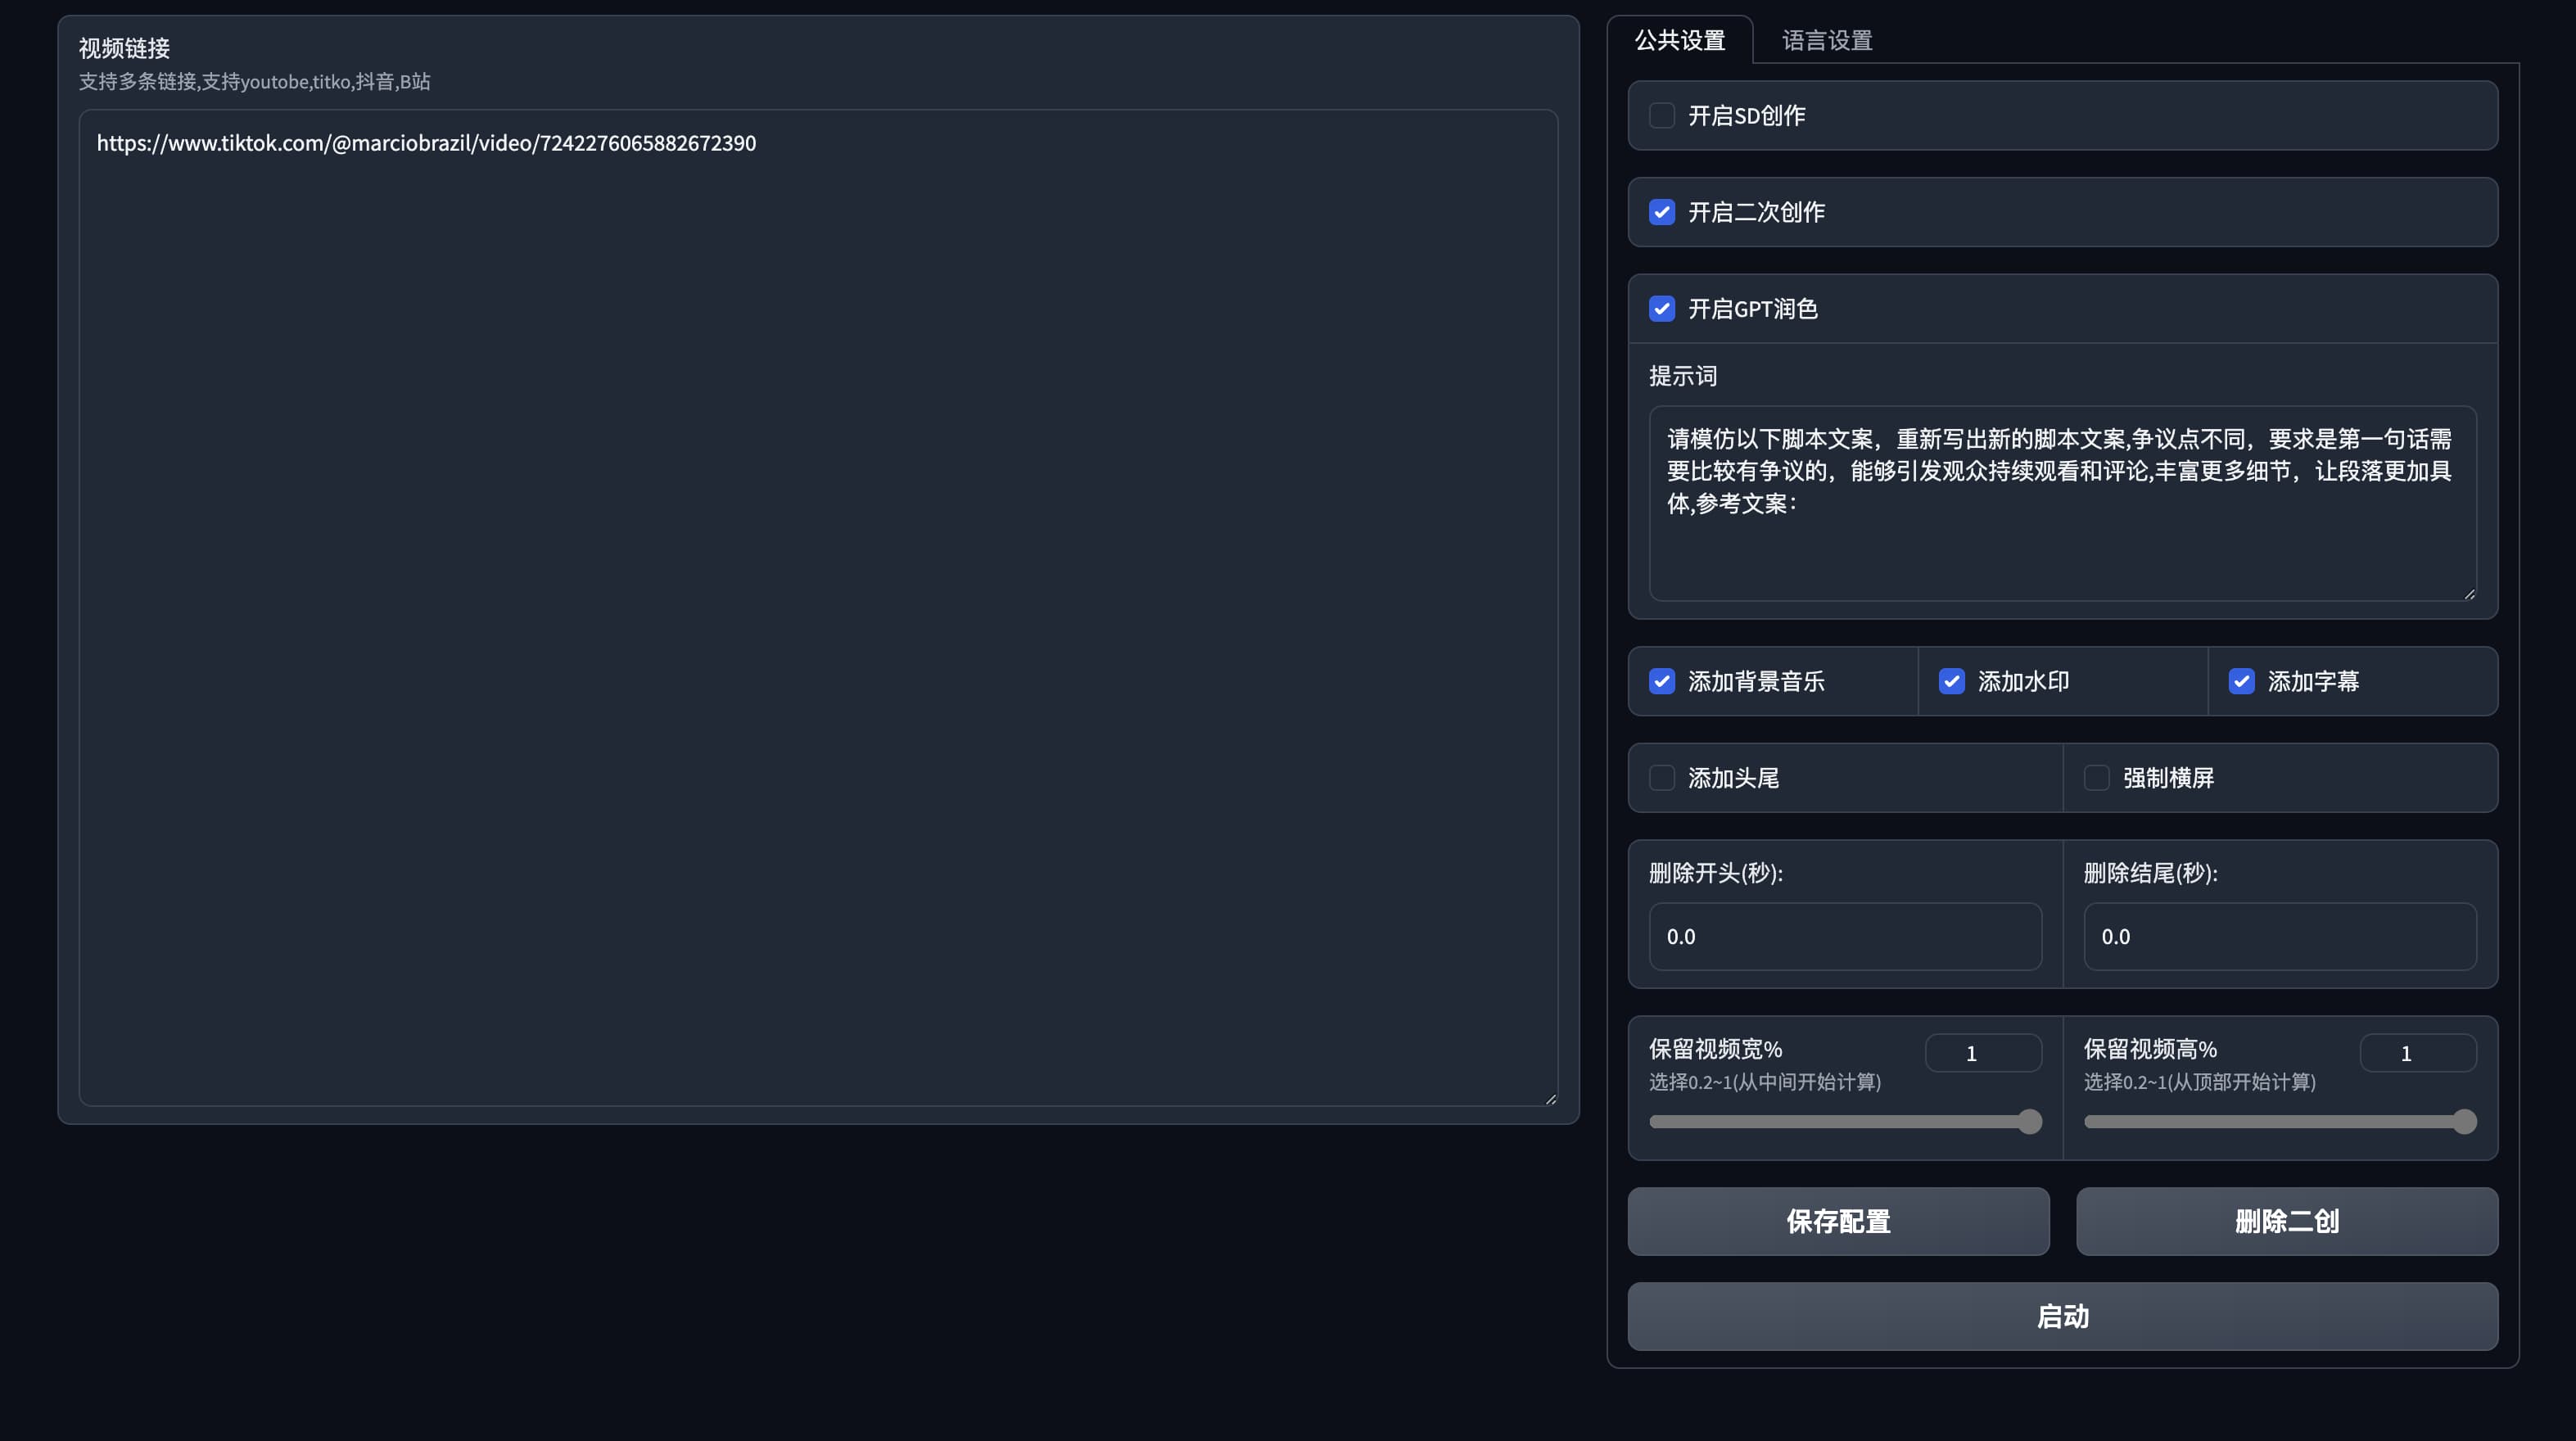 视频链接
支持多条链接,支持youtobe,titko,抖音,B站
https://www.tiktok.com/@marciobrazil/video/7242276065882672390
公共设置
语言设置
开启SD创作
开启二次创作
开启GPT润色
提示词
请模仿以下脚本文案，重新写出新的脚本文案,争议点不同，要求是第一句话需
要比较有争议的，能够引发观众持续观看和评论,丰富更多细节，让段落更加具
体,参考文案：
添加背景音乐
添加水印
添加字幕
添加头尾
强制横屏
删除开头(秒):
删除结尾(秒):
0.0
0.0
保留视频宽%
1
选择0.2~1(从中间开始计算)
保留视频高%
1
选择0.2~1(从顶部开始计算)
保存配置
删除二创
启动